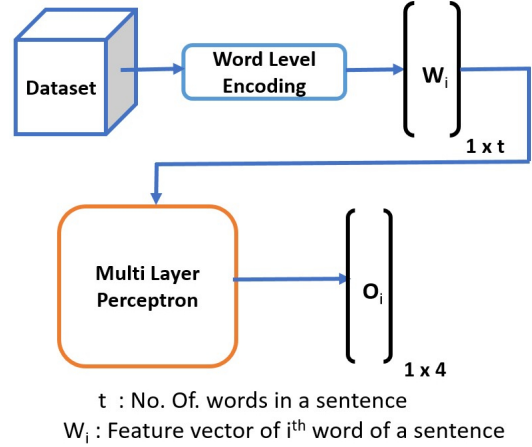 Dataset
Word Level
Encoding
Wᵢ
1 x t
Multi Layer
Perceptron
Oᵢ
1 x 4
t : No. Of. words in a sentence
Wᵢ : Feature vector of iᵗʰ word of a sentence